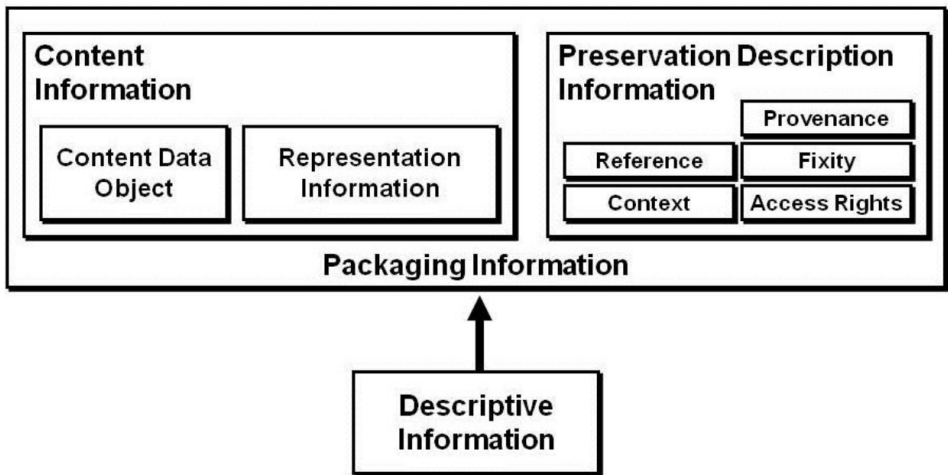 Content
Information
Content Data
Object
Representation
Information
Preservation Description
Information
Provenance
Reference
Fixity
Context
Access Rights
Packaging Information
Descriptive
Information